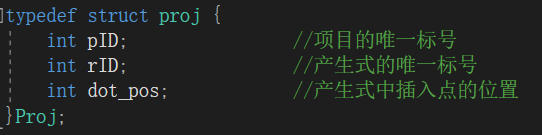 typedef struct proj {
int pID; //项目的唯一标号
int rID; //产生式的唯一标号
int dot_pos; //产生式中插入点的位置
}Proj;